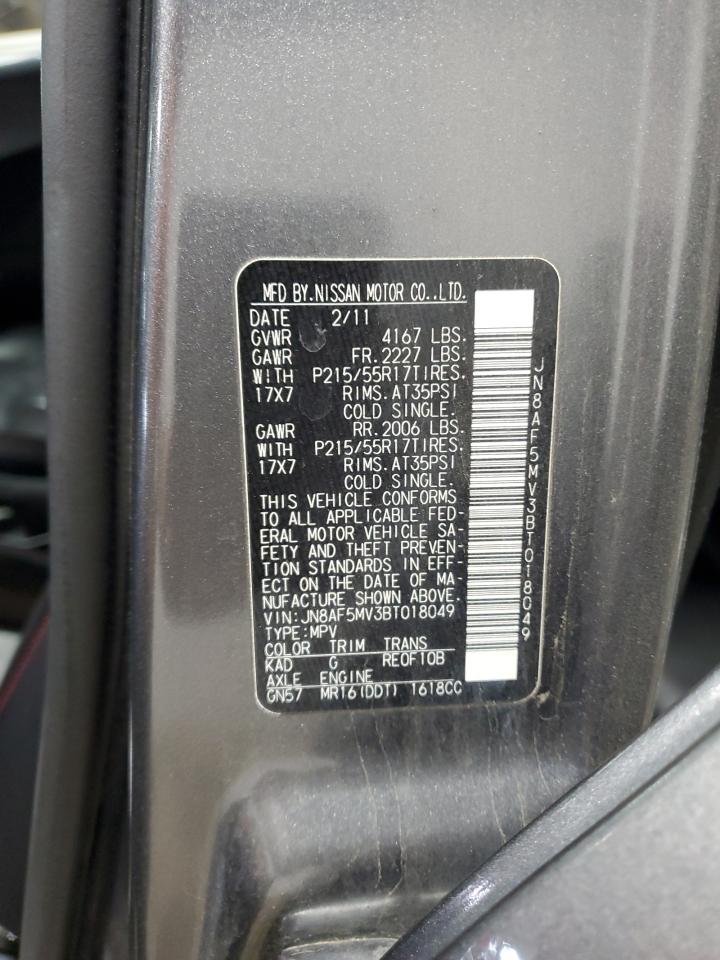 MFD BY.NISSAN MOTOR CO.,LTD.
DATE 2/11
GVWR 4167 LBS.
GAWR FR.2227 LBS.
WITH P215/55R17TIRES.
17X7 RIMS.AT35PSI
COLD SINGLE.
GAWR RR.2006 LBS.
WITH P215/55R17TIRES.
17X7 RIMS.AT35PSI
COLD SINGLE.
THIS VEHICLE CONFORMS
TO ALL APPLICABLE FED-
ERAL MOTOR VEHICLE SA-
FETY AND THEFT PREVEN-
TION STANDARDS IN EFF-
ECT ON THE DATE OF MA-
NUFACTURE SHOWN ABOVE.
VIN:JN8AF5MV3BT018049
TYPE:MPV
COLOR TRIM TRANS
KAD G RE0F10B
AXLE ENGINE
GN57 MR16(DDT) 1618CC
JN8AF5MV3BT018049